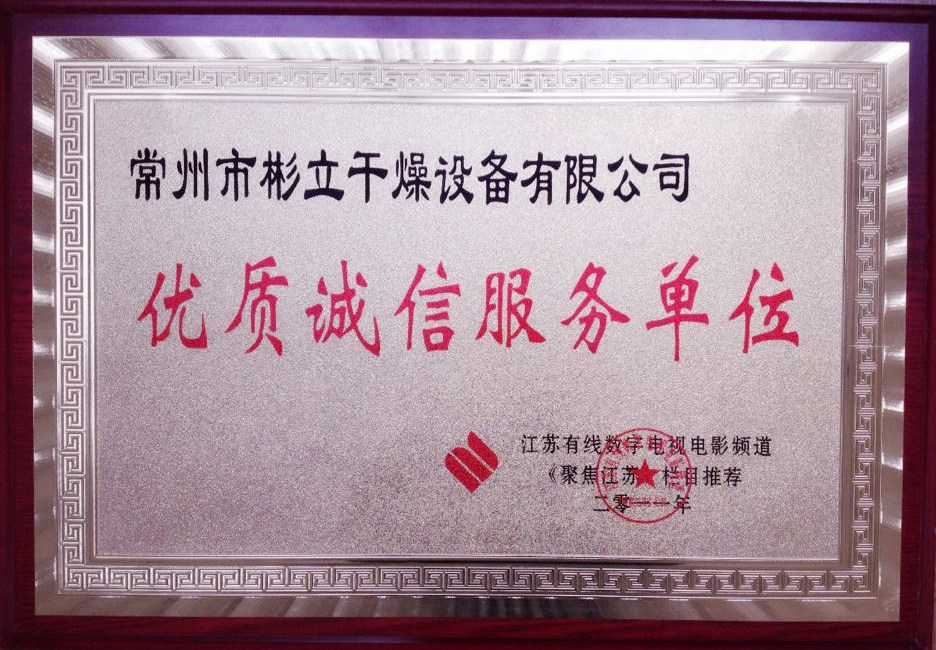 常州市彬立干燥设备有限公司
优质诚信服务单位
江苏有线数字电视电影频道
《聚焦江苏》栏目推荐
二零一一年